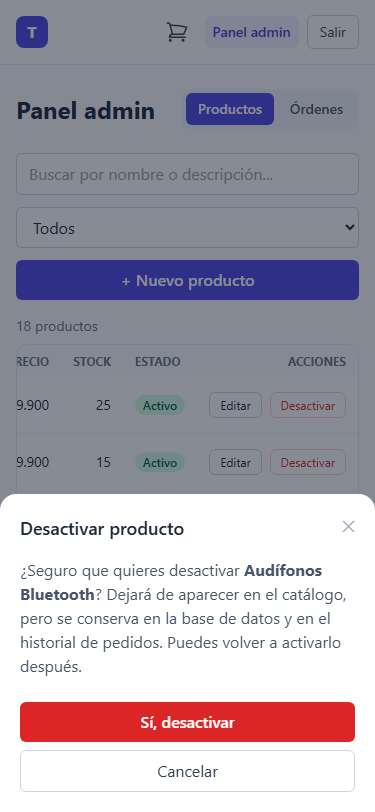 T
Panel admin
Salir
Panel admin
Productos
Órdenes
Buscar por nombre o descripción...
Todos
+ Nuevo producto
18 productos
RECIO STOCK ESTADO ACCIONES
9.900 25 Activo Editar Desactivar
9.900 15 Activo Editar Desactivar
Desactivar producto
¿Seguro que quieres desactivar Audífonos
Bluetooth? Dejará de aparecer en el catálogo,
pero se conserva en la base de datos y en el
historial de pedidos. Puedes volver a activarlo
después.
Sí, desactivar
Cancelar